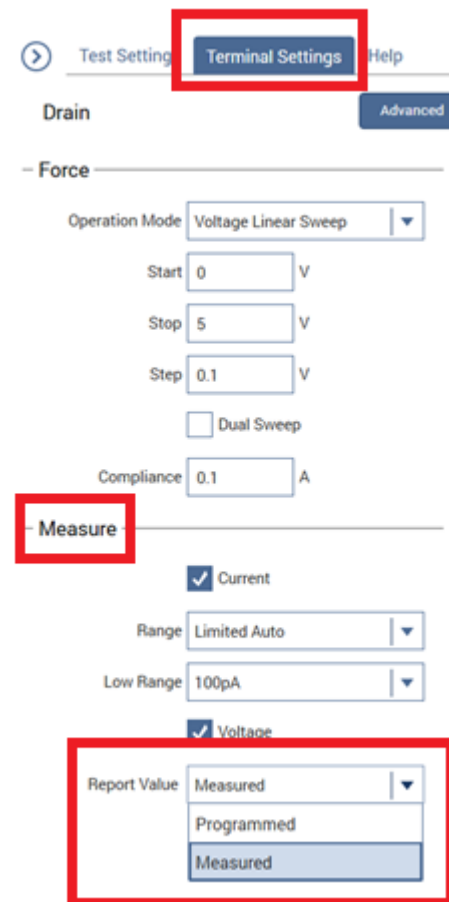 Test Setting Terminal Settings Help
Drain Advanced
Force
Operation Mode Voltage Linear Sweep
Start 0 V
Stop 5 V
Step 0.1 V
Dual Sweep
Compliance 0.1 A
Measure
Current
Range Limited Auto
Low Range 100pA
Voltage
Report Value Measured
Programmed
Measured